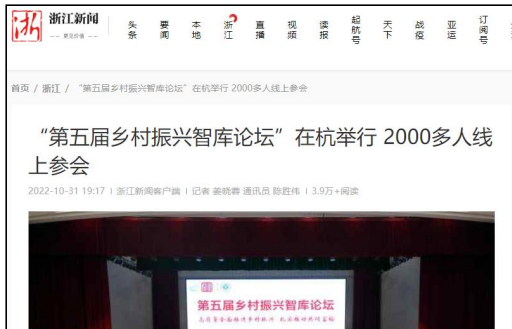 浙 浙江新闻
更及价值
头条 要闻 本地 浙江 直播 视频 读报 起航号 天下 战疫 亚运 订阅号
首页 / 浙江 / “第五届乡村振兴智库论坛”在杭举行 2000多人线上参会
“第五届乡村振兴智库论坛”在杭举行 2000多人线
上参会
2022-10-31 19:17 | 浙江新闻客户端 | 记者 姜晓蓉 通讯员 陈胜伟 | 3.9万+阅读
第五届乡村振兴智库论坛